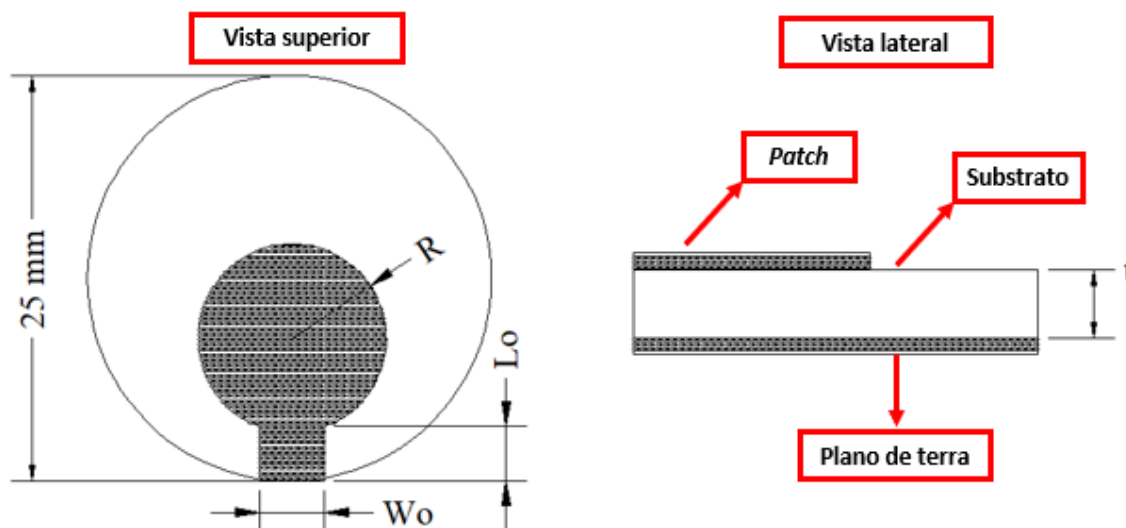 Vista superior
Vista lateral
Patch
Substrato
25 mm
R
Lo
Wo
t
Plano de terra